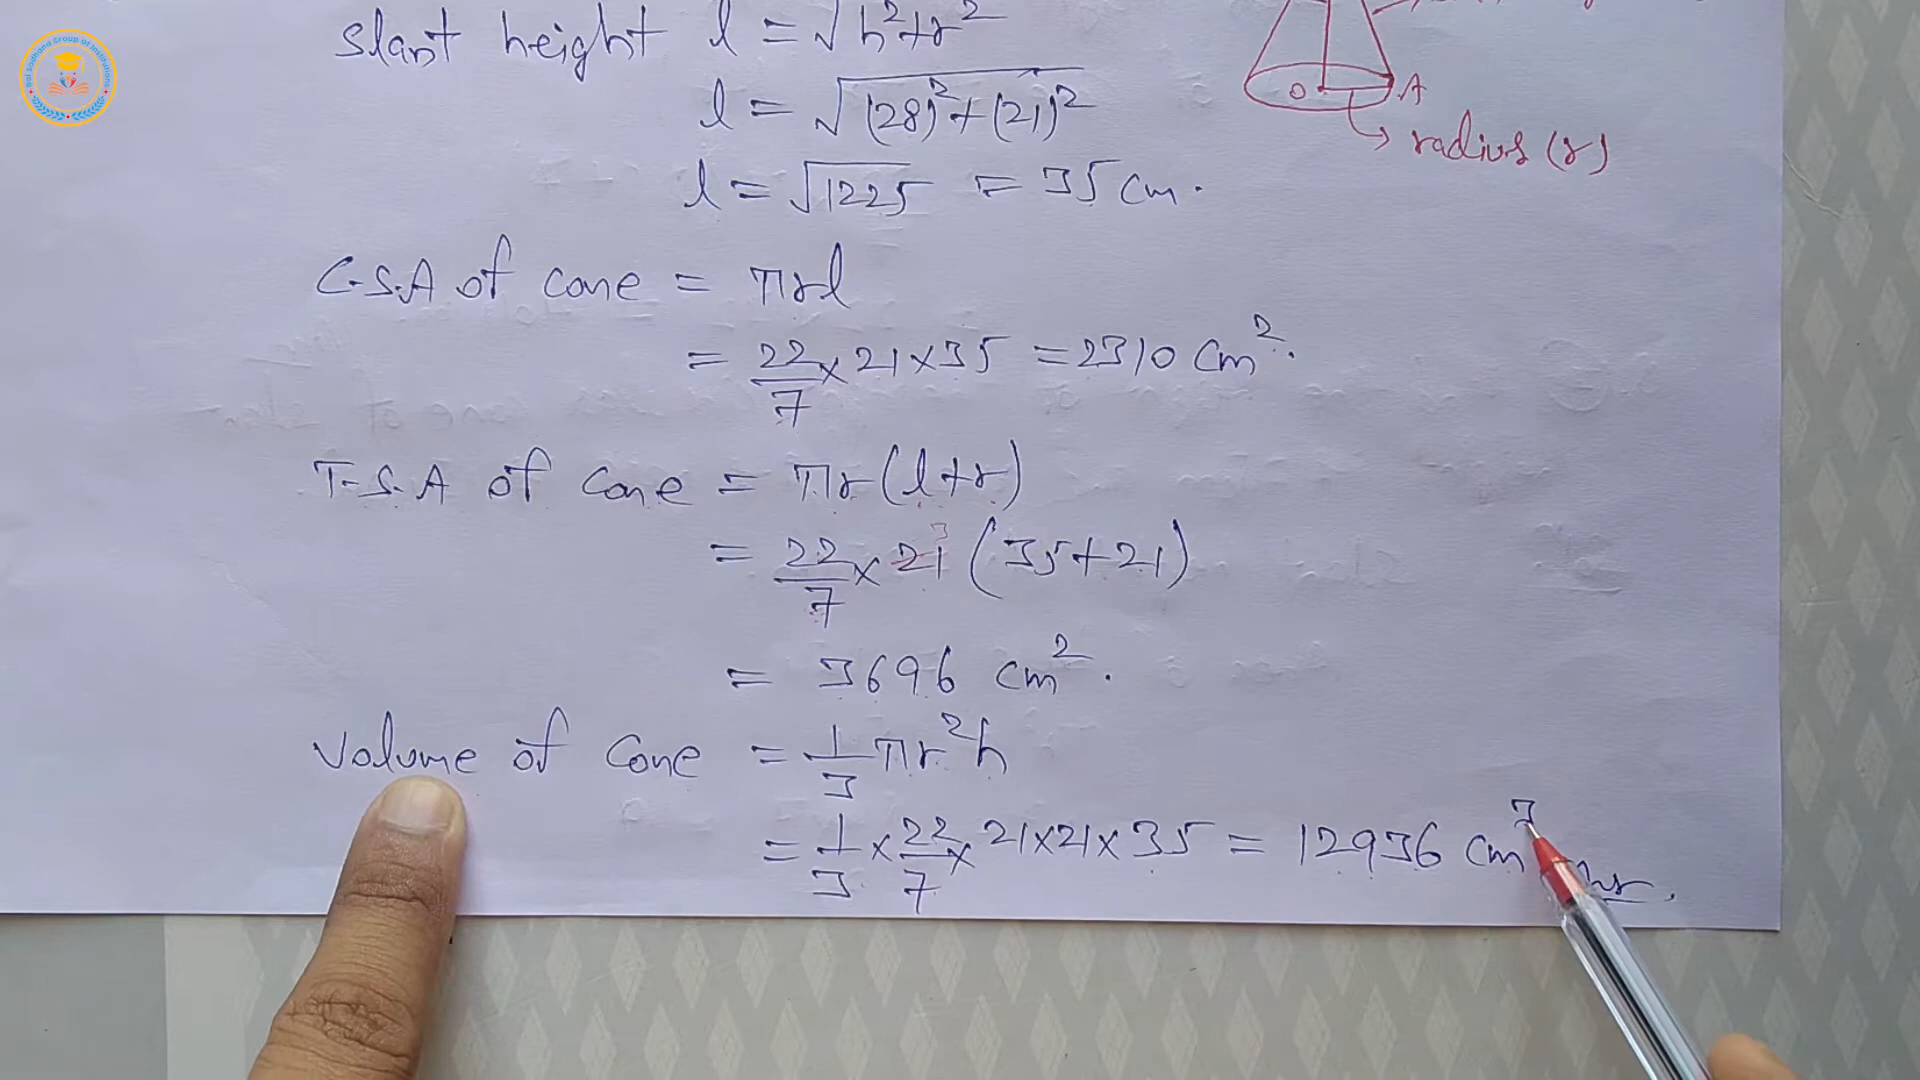 Slant height l = √h²+r²
l = √(28)²+(21)²
O A
radius (r)
l = √1225 = 35 cm.
C.S.A of cone = πrl
= 22/7 × 21 × 35 = 2310 cm².
T.S.A of cone = πr(l+r)
3
= 22/7 × 21 (35+21)
= 3696 cm².
Volume of cone = 1/3 πr²h
= 1/3 × 22/7 × 21×21×35 = 12936 cm³